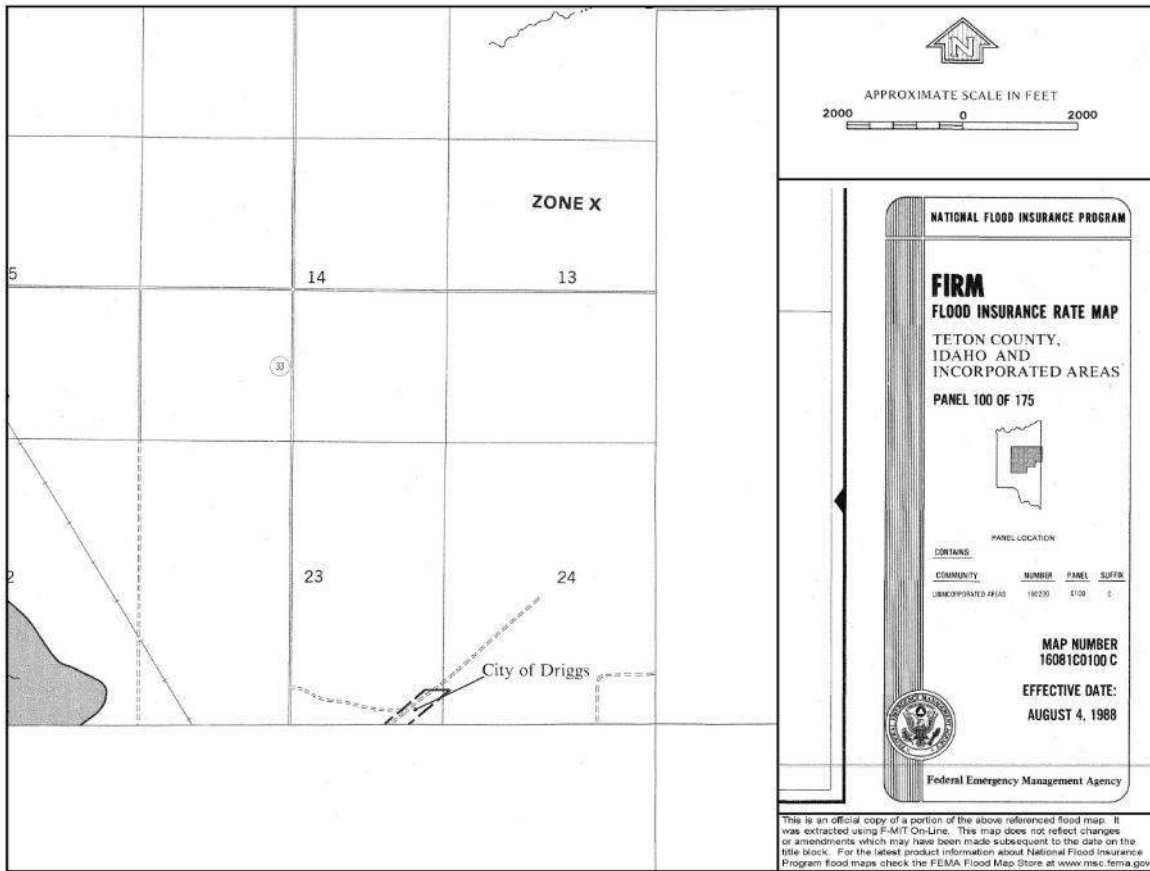 ZONE X
5
14
13
33
2
23
24
City of Driggs
N
APPROXIMATE SCALE IN FEET
2000 0 2000
NATIONAL FLOOD INSURANCE PROGRAM
FIRM
FLOOD INSURANCE RATE MAP
TETON COUNTY,
IDAHO AND
INCORPORATED AREAS
PANEL 100 OF 175
PANEL LOCATION
CONTAINS:
COMMUNITY NUMBER PANEL SUFFIX
UNINCORPORATED AREAS 160230 0100 C
MAP NUMBER
16081C0100 C
EFFECTIVE DATE:
AUGUST 4, 1988
Federal Emergency Management Agency
This is an official copy of a portion of the above referenced flood map. It
was extracted using F-MIT On-Line. This map does not reflect changes
or amendments which may have been made subsequent to the date on the
title block. For the latest product information about National Flood Insurance
Program flood maps check the FEMA Flood Map Store at www.msc.fema.gov